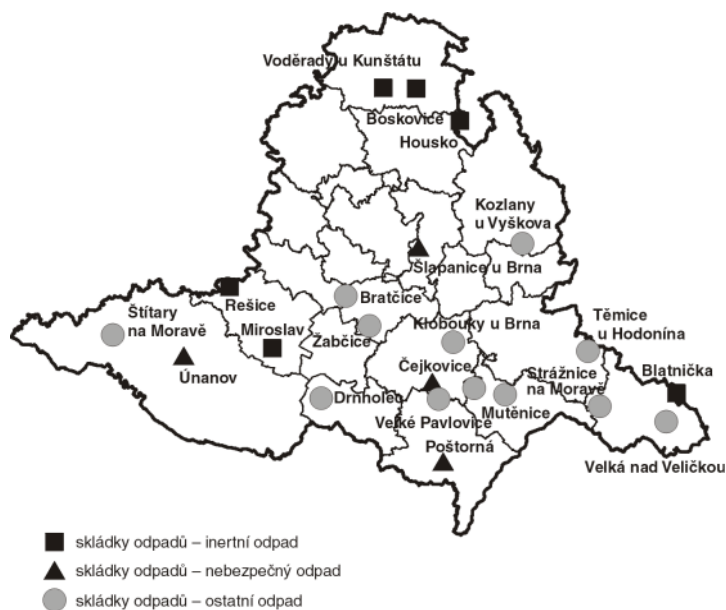 Voděrady u Kunštátu
Boskovice
Housko
Kozlany
u Vyškova
Šlapanice u Brna
Rešice
Bratčice
Štítary
na Moravě
Miroslav
Žabčice
Klobouky u Brna
Těmice
u Hodonína
Únanov
Čejkovice
Strážnice
na Moravě
Blatnička
Drnholec
Mutěnice
Velké Pavlovice
Poštorná
Velká nad Veličkou
skládky odpadů – inertní odpad
skládky odpadů – nebezpečný odpad
skládky odpadů – ostatní odpad